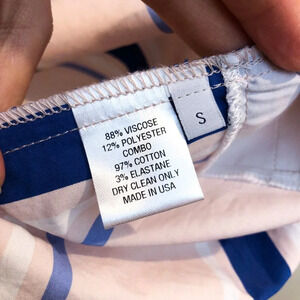 88% VISCOSE
12% POLYESTER
COMBO
97% COTTON
3% ELASTANE
DRY CLEAN ONLY
MADE IN USA
S